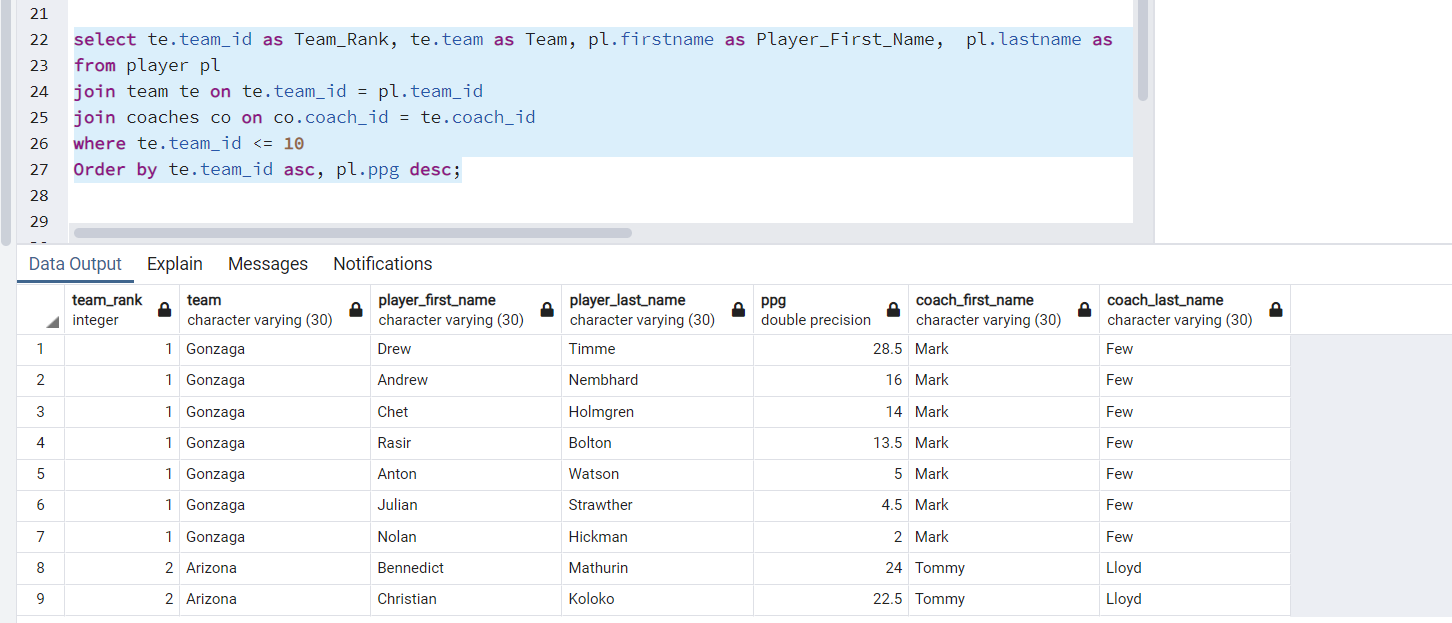 21
22 select te.team_id as Team_Rank, te.team as Team, pl.firstname as Player_First_Name,  pl.lastname as
23 from player pl
24 join team te on te.team_id = pl.team_id
25 join coaches co on co.coach_id = te.coach_id
26 where te.team_id <= 10
27 Order by te.team_id asc, pl.ppg desc;
28
29
Data Output Explain Messages Notifications
team_rank team player_first_name player_last_name ppg coach_first_name coach_last_name
integer character varying (30) character varying (30) character varying (30) double precision character varying (30) character varying (30)
1 1 Gonzaga Drew Timme 28.5 Mark Few
2 1 Gonzaga Andrew Nembhard 16 Mark Few
3 1 Gonzaga Chet Holmgren 14 Mark Few
4 1 Gonzaga Rasir Bolton 13.5 Mark Few
5 1 Gonzaga Anton Watson 5 Mark Few
6 1 Gonzaga Julian Strawther 4.5 Mark Few
7 1 Gonzaga Nolan Hickman 2 Mark Few
8 2 Arizona Bennedict Mathurin 24 Tommy Lloyd
9 2 Arizona Christian Koloko 22.5 Tommy Lloyd